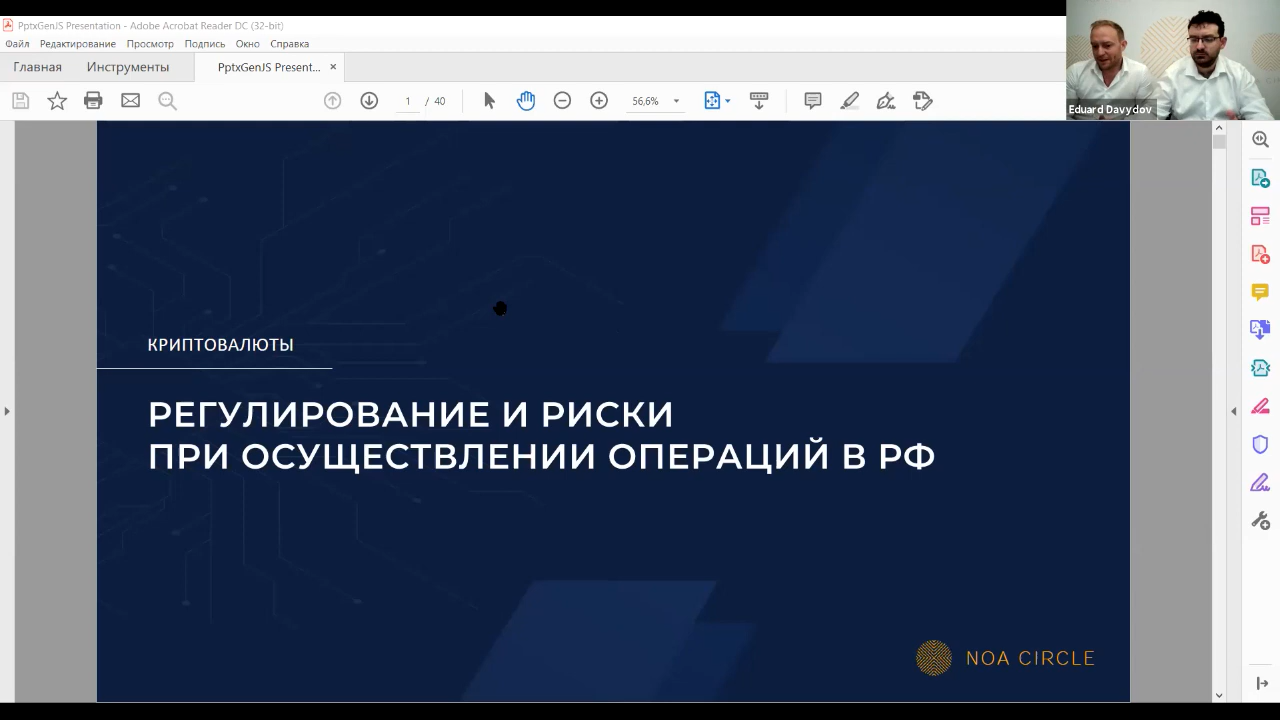 PptxGenJS Presentation - Adobe Acrobat Reader DC (32-bit)
Файл Редактирование Просмотр Подпись Окно Справка
Главная Инструменты PptxGenJS Present... ×
1 / 40 56,6%
Eduard Davydov
КРИПТОВАЛЮТЫ
РЕГУЛИРОВАНИЕ И РИСКИ
ПРИ ОСУЩЕСТВЛЕНИИ ОПЕРАЦИЙ В РФ
NOA CIRCLE